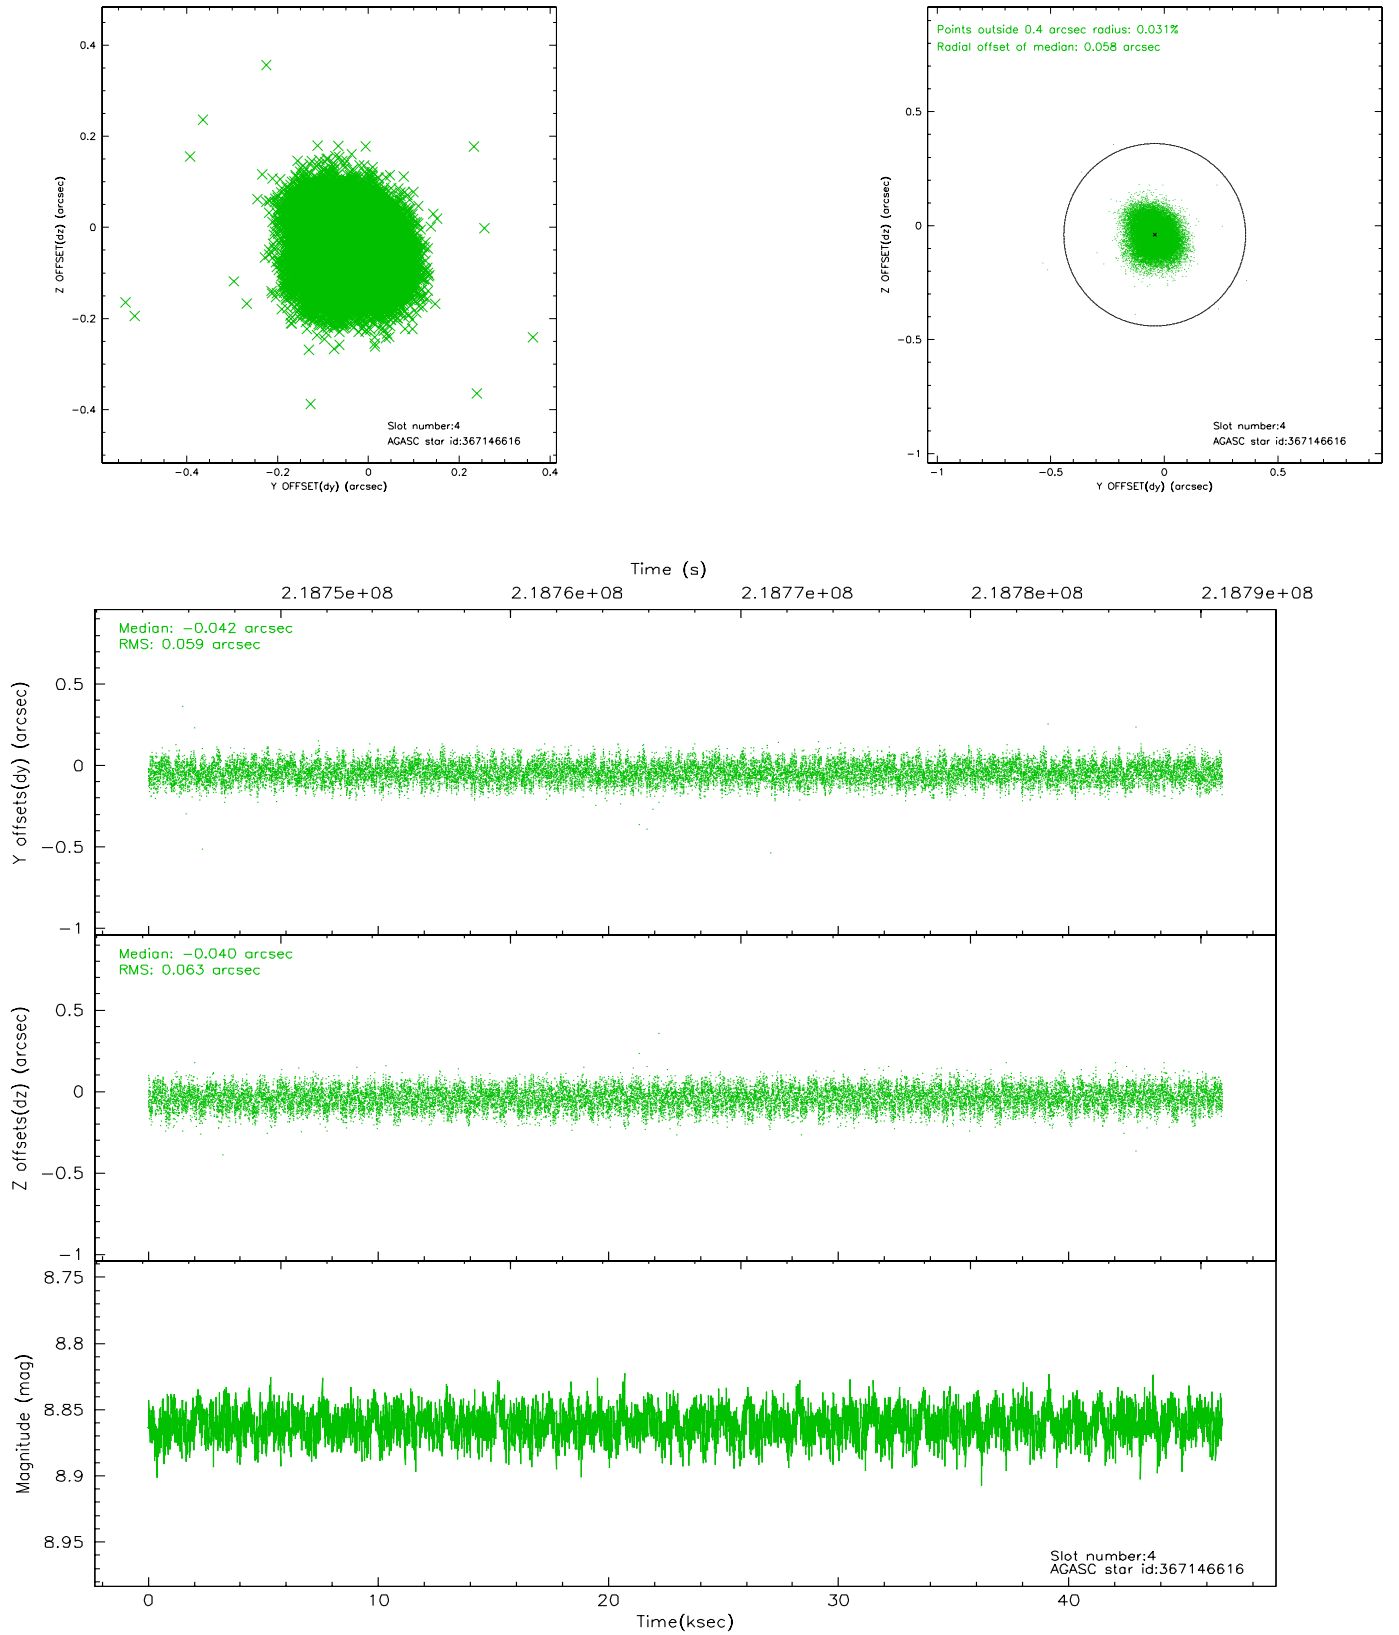 0.4
0.2
0
−0.2
−0.4
Z OFFSET(dz) (arcsec)
Slot number:4
AGASC star id:367146616
−0.4 −0.2 0 0.2 0.4
Y OFFSET(dy) (arcsec)
Points outside 0.4 arcsec radius: 0.031%
Radial offset of median: 0.058 arcsec
0.5
0
−0.5
−1
Z OFFSET(dz) (arcsec)
Slot number:4
AGASC star id:367146616
−1 −0.5 0 0.5
Y OFFSET(dy) (arcsec)
Time (s)
2.1875e+08 2.1876e+08 2.1877e+08 2.1878e+08 2.1879e+08
Median: −0.042 arcsec
RMS: 0.059 arcsec
0.5
0
−0.5
−1
Y offsets(dy) (arcsec)
Median: −0.040 arcsec
RMS: 0.063 arcsec
0.5
0
−0.5
−1
Z offsets(dz) (arcsec)
8.75
8.8
8.85
8.9
8.95
Magnitude (mag)
Slot number:4
AGASC star id:367146616
0 10 20 30 40
Time(ksec)